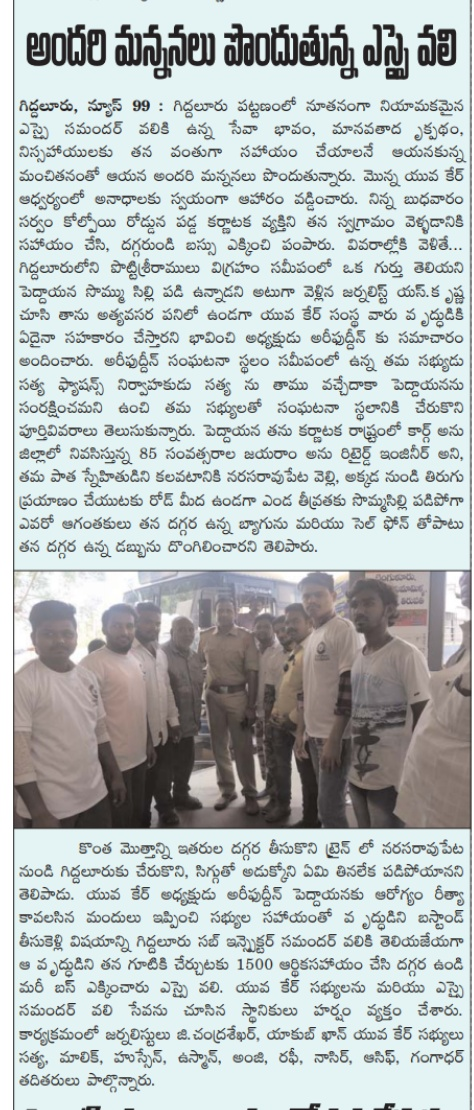 అందరి మన్ననలు పొందుతున్న ఎస్సై వలి
గిద్దలూరు, న్యూస్ 99 : గిద్దలూరు పట్టణంలో నూతనంగా నియామకమైన
ఎస్సై సమందర్ వలికి ఉన్న సేవా భావం, మానవతాద ృక్పథం,
నిస్సహాయులకు తన వంతుగా సహాయం చేయాలనే ఆయనకున్న
మంచితనంతో ఆయన అందరి మన్ననలు పొందుతున్నారు. మొన్న యువ కేర్
ఆధ్వర్యంలో అనాధాలకు స్వయంగా ఆహారం వడ్డించారు. నిన్న బుధవారం
సర్వం కోల్పోయి రోడ్డున పడ్డ కర్ణాటక వ్యక్తిని తన స్వగ్రామం వెళ్ళడానికి
సహాయం చేసి, దగ్గరుండి బస్సు ఎక్కించి పంపారు. వివరాల్లోకి వెళితే...
గిద్దలూరులోని పొట్టిశ్రీరాములు విగ్రహం సమీపంలో ఒక గుర్తు తెలియని
పెద్దాయన సొమ్ము సిల్లి పడి ఉన్నాడని అటుగా వెళ్లిన జర్నలిస్ట్ యస్.క ృష్ణ
చూసి తాను అత్యవసర పనిలో ఉండగా యువ కేర్ సంస్థ వారు వ ృద్ధుడికి
ఏదైనా సహకారం చేస్తారని భావించి అధ్యక్షుడు అరీఫుద్దీన్ కు సమాచారం
అందించారు. అరీఫుద్దీన్ సంఘటనా స్థలం సమీపంలో ఉన్న తమ సభ్యుడు
సత్య ఫ్యాషన్స్ నిర్వాహకుడు సత్య ను తాము వచ్చేదాకా పెద్దాయనను
సంరక్షించమని ఉంచి తమ సభ్యులతో సంఘటనా స్థలానికి చేరుకొని
పూర్తివివరాలు తెలుసుకున్నారు. పెద్దాయన తను కర్ణాటక రాష్ట్రంలో కార్గ్ అను
జిల్లాలో నివసిస్తున్న 85 సంవత్సరాల జయరాం అను రిటైర్డ్ ఇంజినీర్ అని,
తమ పాత స్నేహితుడిని కలవటానికి నరసరావుపేట వెల్లి, అక్కడ నుండి తిరుగు
ప్రయాణం చేయుటకు రోడ్ మీద ఉండగా ఎండ తీవ్రతకు సొమ్మసిల్లి పడిపోగా
ఎవరో ఆగంతకులు తన దగ్గర ఉన్న బ్యాగును మరియు సెల్ ఫోన్ తోపాటు
తన దగ్గర ఉన్న డబ్బును దొంగిలించారని తెలిపారు.
కొంత మొత్తాన్ని ఇతరుల దగ్గర తీసుకొని ట్రైన్ లో నరసరావుపేట
నుండి గిద్దలూరుకు చేరుకొని, సిగ్గుతో అడుక్కోని ఏమి తినలేక పడిపోయానని
తెలిపాడు. యువ కేర్ అధ్యక్షుడు అరీఫుద్దీన్ పెద్దాయనకు ఆరోగ్యం రీత్యా
కావలసిన మందులు ఇప్పించి సభ్యుల సహాయంతో వ ృద్ధుడిని బస్టాండ్
తీసుకెళ్లి విషయాన్ని గిద్దలూరు సబ్ ఇన్స్పెక్టర్ సమందర్ వలికి తెలియజేయగా
ఆ వ ృద్ధుడిని తన గూటికి చేర్చుటకు 1500 ఆర్థికసహాయం చేసి దగ్గర ఉండి
మరీ బస్ ఎక్కించారు ఎస్సై వలి. యువ కేర్ సభ్యులను మరియు ఎస్సై
సమందర్ వలి సేవను చూసిన స్థానికులు హర్షం వ్యక్తం చేశారు.
కార్యక్రమంలో జర్నలిస్టులు జి.చంద్రశేఖర్, యాకుబ్ ఖాన్ యువ కేర్ సభ్యులు
సత్య, మాలిక్, హుస్సేన్, ఉస్మాన్, అంజి, రఫీ, నాసిర్, ఆసిఫ్, గంగాధర్
తదితరులు పాల్గొన్నారు.